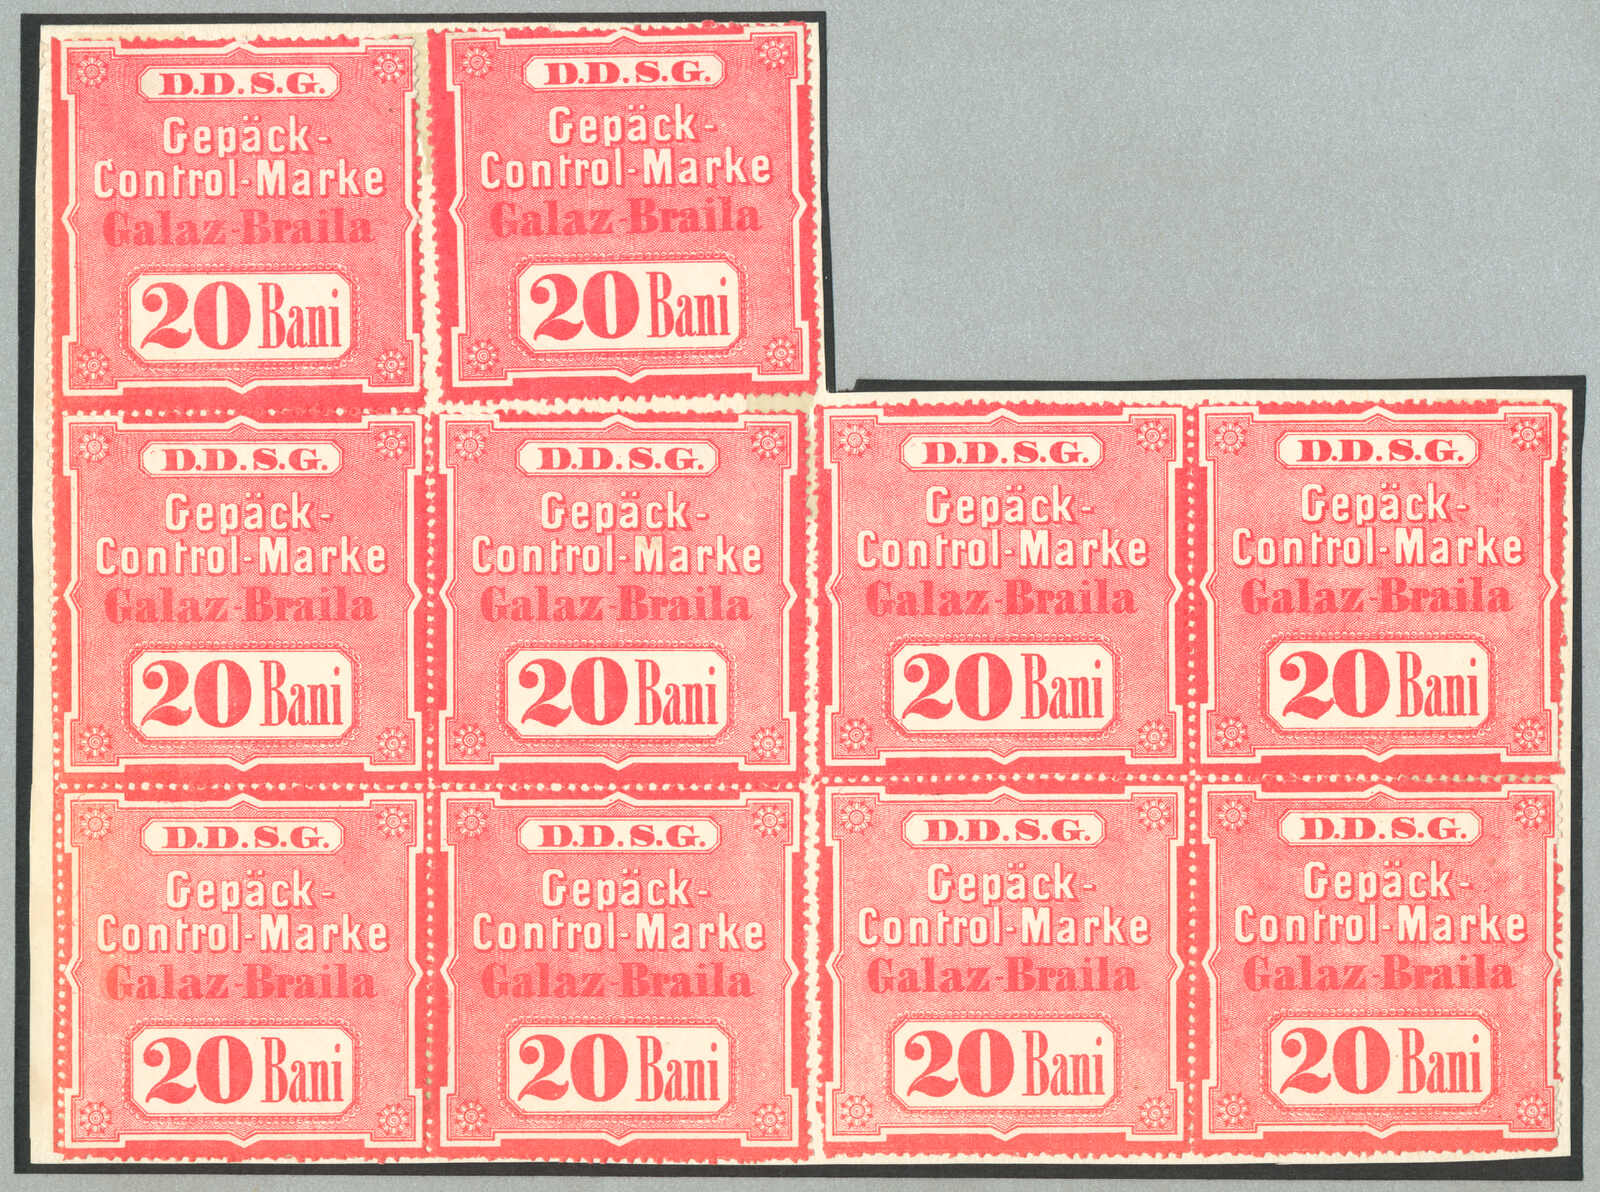 D.D.S.G.
Gepäck-
Control-Marke
Galaz-Braila
20 Bani
D.D.S.G.
Gepäck-
Control-Marke
Galaz-Braila
20 Bani
D.D.S.G.
Gepäck-
Control-Marke
Galaz-Braila
20 Bani
D.D.S.G.
Gepäck-
Control-Marke
Galaz-Braila
20 Bani
D.D.S.G.
Gepäck-
Control-Marke
Galaz-Braila
20 Bani
D.D.S.G.
Gepäck-
Control-Marke
Galaz-Braila
20 Bani
D.D.S.G.
Gepäck-
Control-Marke
Galaz-Braila
20 Bani
D.D.S.G.
Gepäck-
Control-Marke
Galaz-Braila
20 Bani
D.D.S.G.
Gepäck-
Control-Marke
Galaz-Braila
20 Bani
D.D.S.G.
Gepäck-
Control-Marke
Galaz-Braila
20 Bani